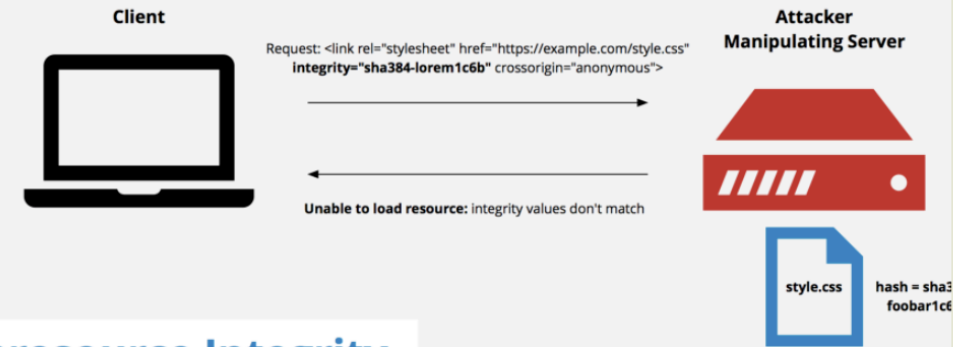 Client
Attacker
Manipulating Server
Request: <link rel="stylesheet" href="https://example.com/style.css"
integrity="sha384-lorem1c6b" crossorigin="anonymous">
Unable to load resource: integrity values don't match
style.css
hash = sha3
foobar1c6
Integrity